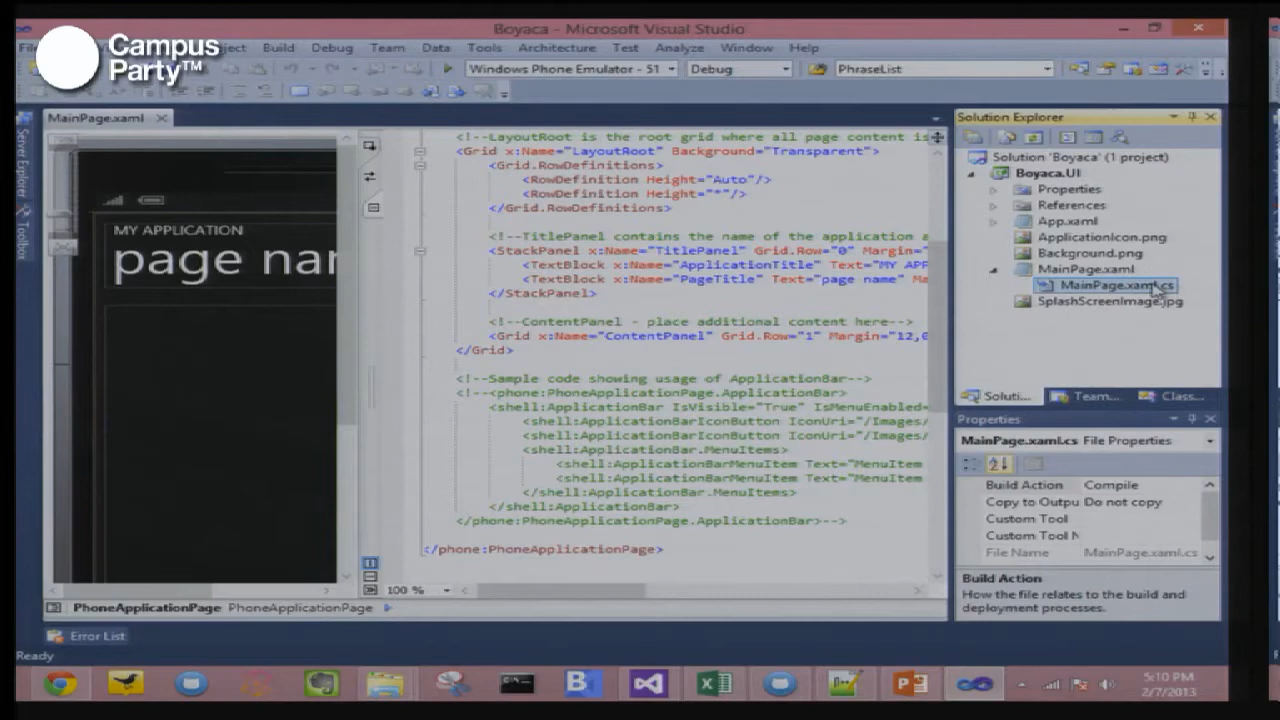 Campus
Party™
Boyaca - Microsoft Visual Studio
Build Debug Team Data Tools Architecture Test Analyze Window Help
Windows Phone Emulator - 51 Debug PhraseList
MainPage.xaml
Server Explorer
Toolbox
MY APPLICATION
page nar
<!--LayoutRoot is the root grid where all page content is
<Grid x:Name="LayoutRoot" Background="Transparent">
<Grid.RowDefinitions>
<RowDefinition Height="Auto"/>
<RowDefinition Height="*"/>
</Grid.RowDefinitions>
<!--TitlePanel contains the name of the application a
<StackPanel x:Name="TitlePanel" Grid.Row="0" Margin="
<TextBlock x:Name="ApplicationTitle" Text="MY APP
<TextBlock x:Name="PageTitle" Text="page name" Ma
</StackPanel>
<!--ContentPanel - place additional content here-->
<Grid x:Name="ContentPanel" Grid.Row="1" Margin="12,0
</Grid>
<!--Sample code showing usage of ApplicationBar-->
<!--<phone:PhoneApplicationPage.ApplicationBar>
<shell:ApplicationBar IsVisible="True" IsMenuEnabled=
<shell:ApplicationBarIconButton IconUri="/Images/
<shell:ApplicationBarIconButton IconUri="/Images/
<shell:ApplicationBar.MenuItems>
<shell:ApplicationBarMenuItem Text="MenuItem
<shell:ApplicationBarMenuItem Text="MenuItem
</shell:ApplicationBar.MenuItems>
</shell:ApplicationBar>
</phone:PhoneApplicationPage.ApplicationBar>-->
</phone:PhoneApplicationPage>
100 %
PhoneApplicationPage PhoneApplicationPage
Error List
Ready
Solution Explorer
Solution 'Boyaca' (1 project)
Boyaca.UI
Properties
References
App.xaml
ApplicationIcon.png
Background.png
MainPage.xaml
MainPage.xaml.cs
SplashScreenImage.jpg
Soluti... Team... Class...
Properties
MainPage.xaml.cs File Properties
Build Action Compile
Copy to Outpu Do not copy
Custom Tool
Custom Tool N
File Name MainPage.xaml.cs
Build Action
How the file relates to the build and
deployment processes.
5:10 PM
2/7/2013